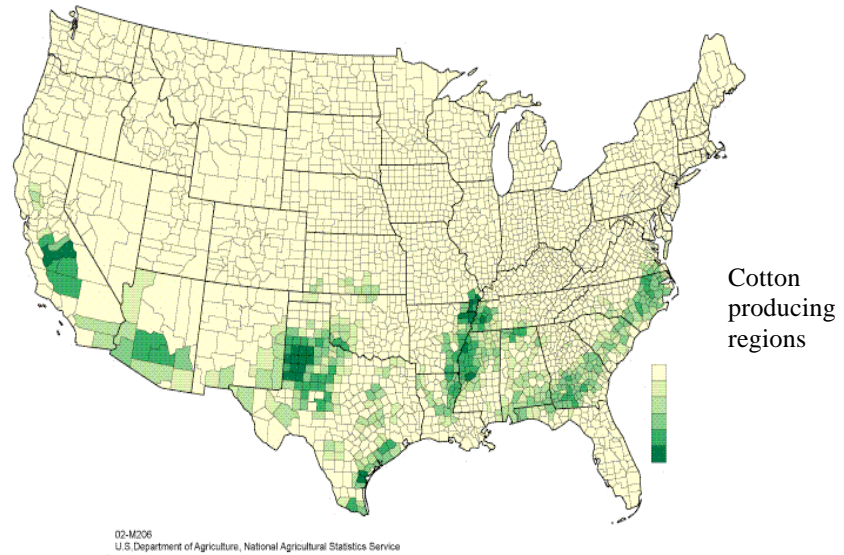 Cotton
producing
regions
02-M206
U.S.Department of Agriculture, National Agricultural Statistics Service